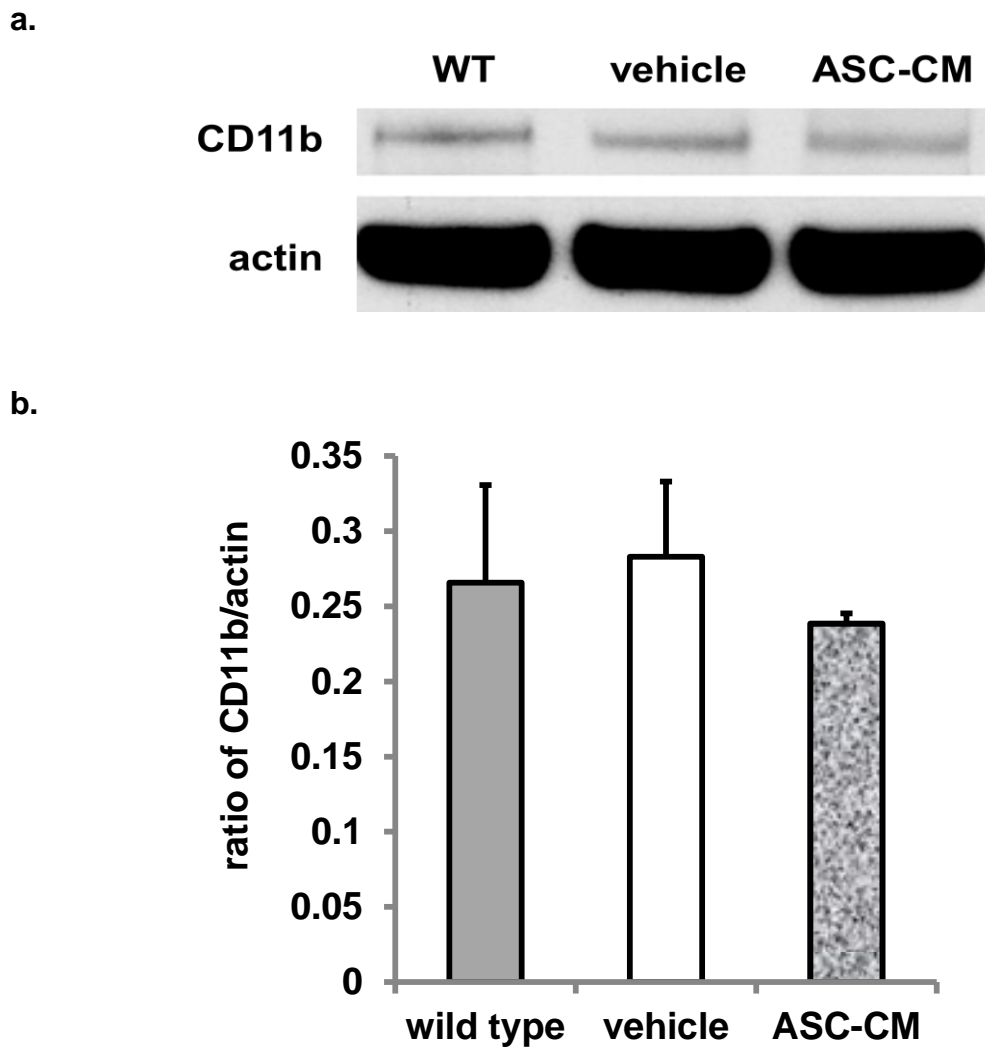 a.
WT vehicle ASC-CM
CD11b
actin
b.
ratio of CD11b/actin
0.35
0.3
0.25
0.2
0.15
0.1
0.05
0
wild type vehicle ASC-CM